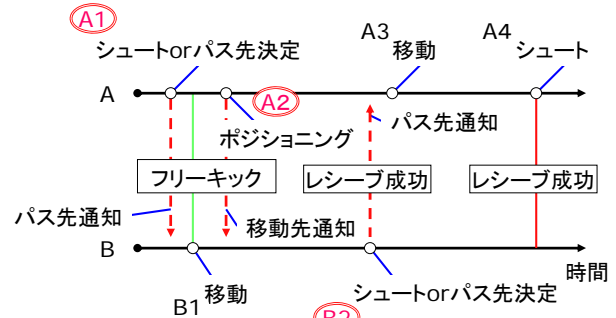 A1
シュートorパス先決定
A3
移動
A4
シュート
A
A2
ポジショニング
パス先通知
フリーキック
レシーブ成功
レシーブ成功
パス先通知
移動先通知
B
時間
B1
移動
シュートorパス先決定
B2